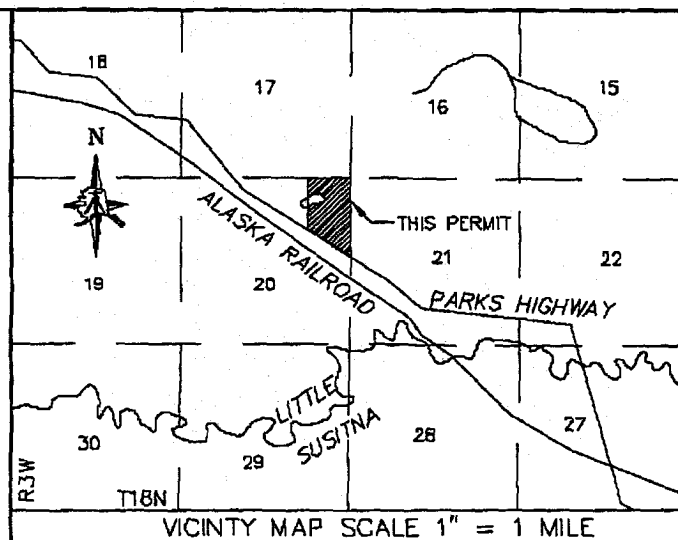 18
17
16
15
N
THIS PERMIT
ALASKA RAILROAD
19
20
21
22
PARKS HIGHWAY
LITTLE
SUSITNA
30
29
28
27
R3W
T18N
VICINTY MAP SCALE 1" = 1 MILE